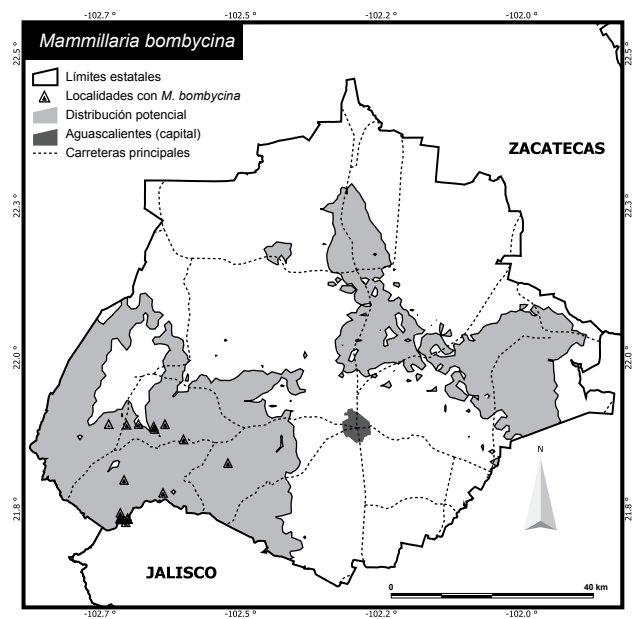 -102.7 °
-102.5 °
-102.2 °
-102.0 °
Mammillaria bombycina
Límites estatales
Localidades con M. bombycina
Distribución potencial
Aguascalientes (capital)
Carreteras principales
ZACATECAS
22.5 °
22.5 °
22.3 °
22.3 °
22.0 °
22.0 °
21.8 °
21.8 °
N
JALISCO
0
40 km
-102.7 °
-102.5 °
-102.2 °
-102.0 °